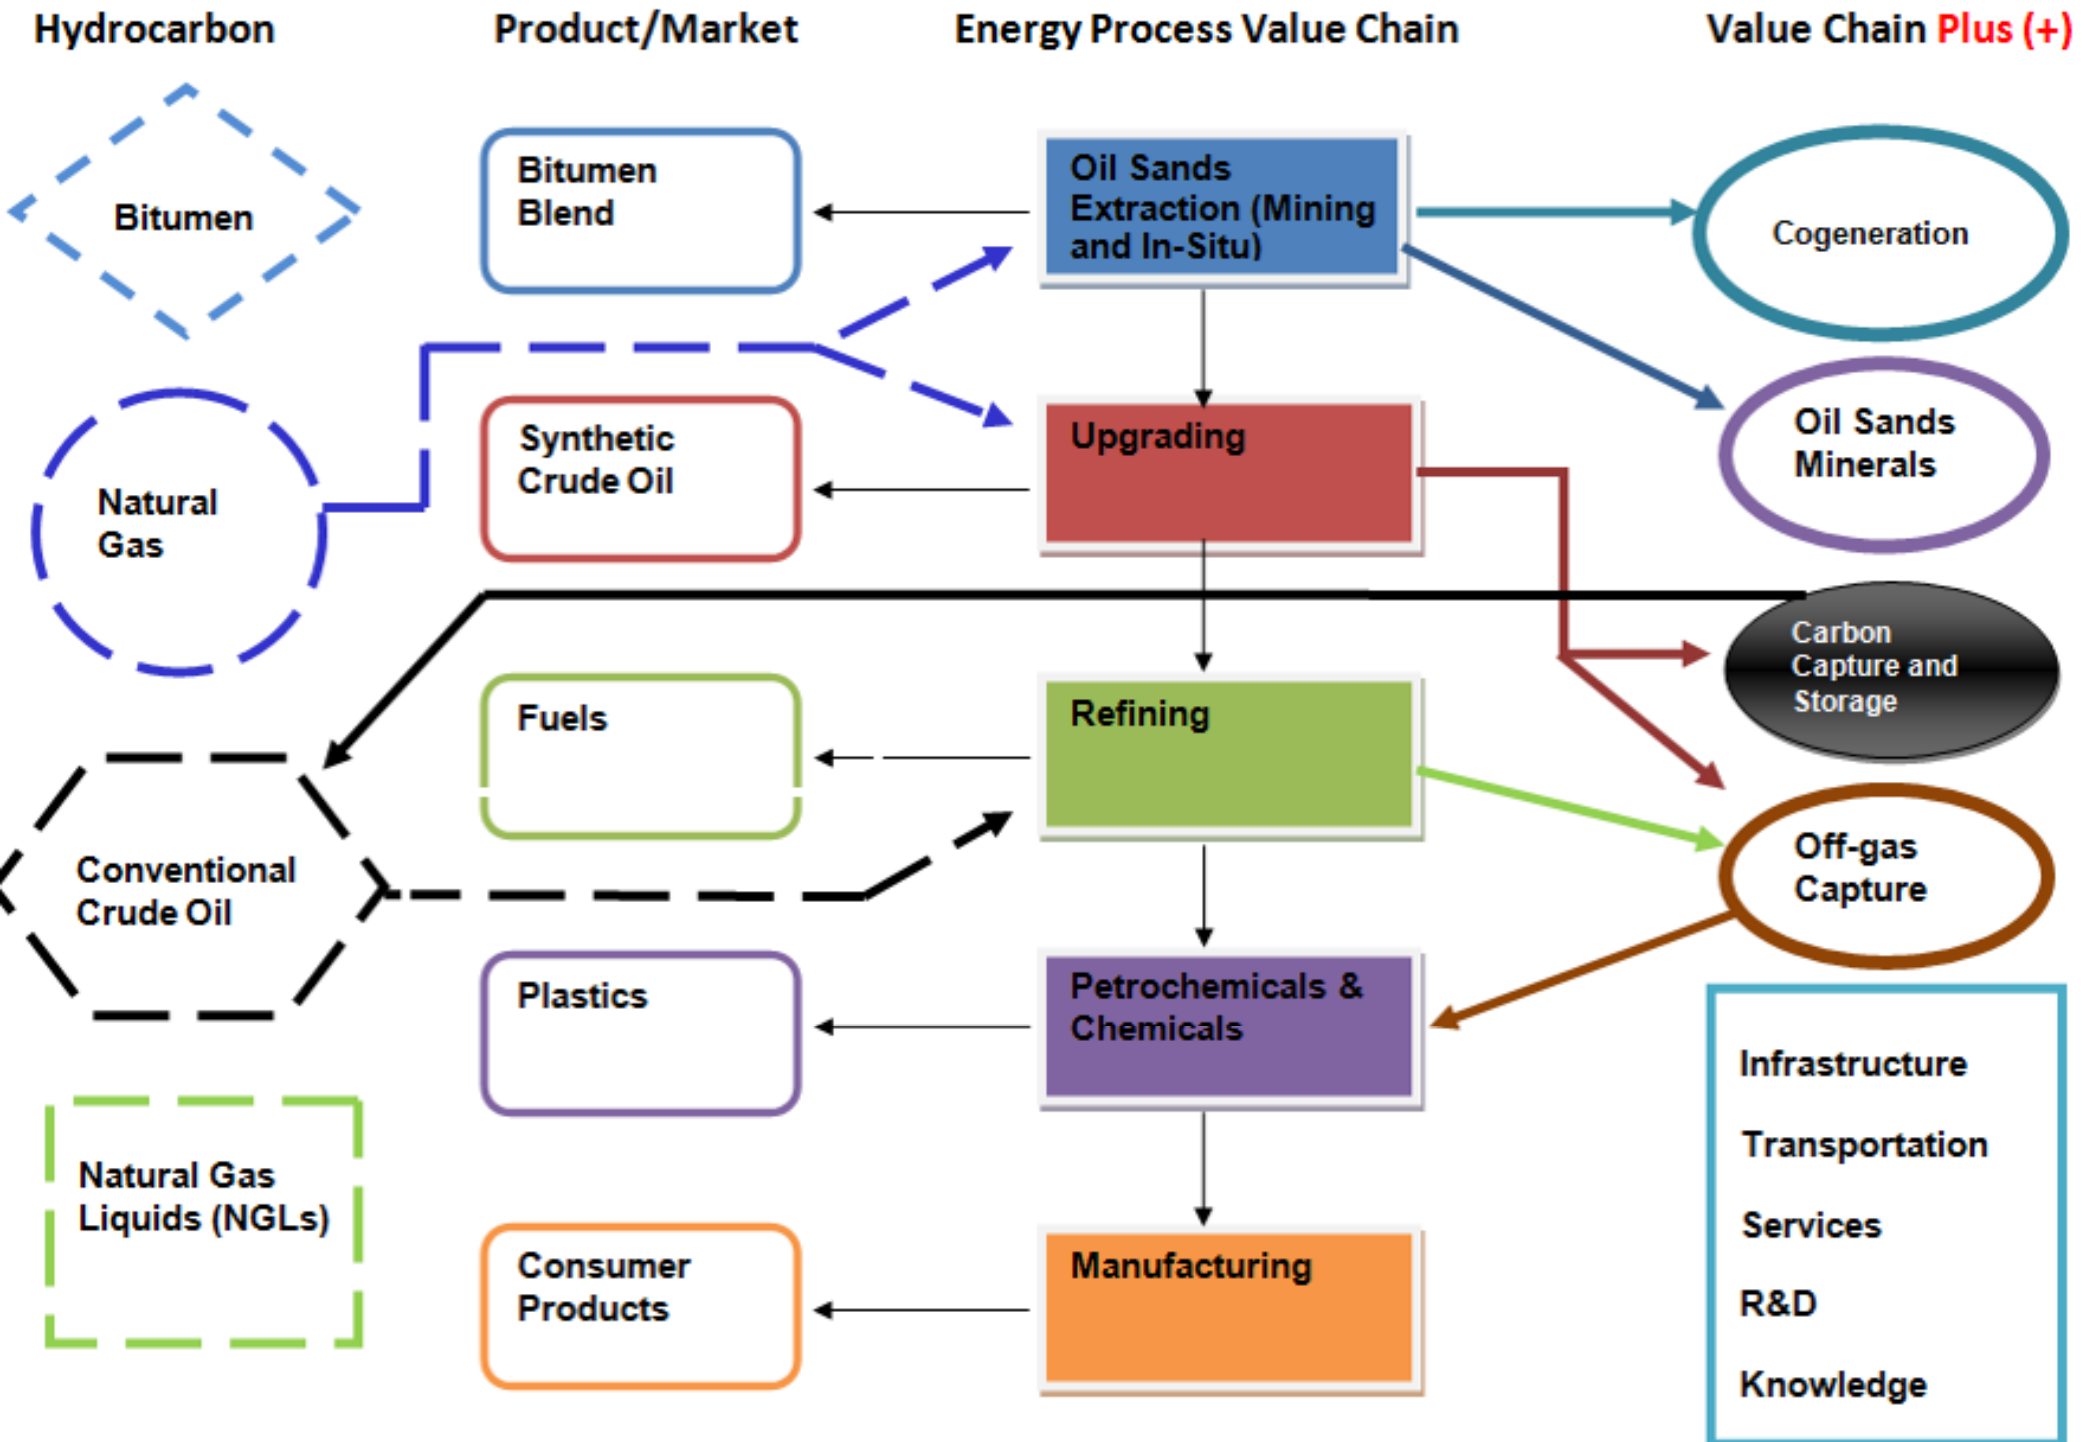 Hydrocarbon
Product/Market
Energy Process Value Chain
Value Chain Plus (+)
Bitumen
Bitumen
Blend
Oil Sands
Extraction (Mining
and In-Situ)
Cogeneration
Natural
Gas
Synthetic
Crude Oil
Upgrading
Oil Sands
Minerals
Carbon
Capture and
Storage
Conventional
Crude Oil
Fuels
Refining
Off-gas
Capture
Plastics
Petrochemicals &
Chemicals
Natural Gas
Liquids (NGLs)
Consumer
Products
Manufacturing
Infrastructure
Transportation
Services
R&D
Knowledge